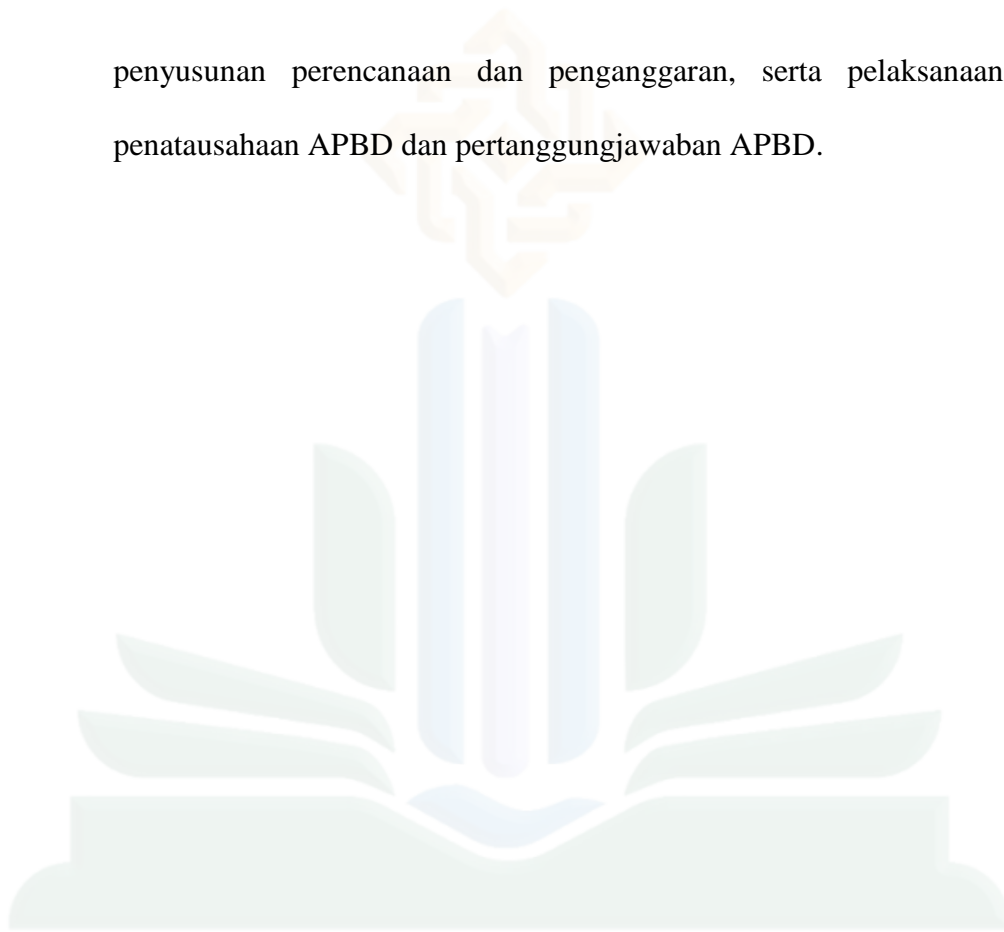 penyusunan perencanaan dan penganggaran, serta pelaksanaan
penatausahaan APBD dan pertanggungjawaban APBD.